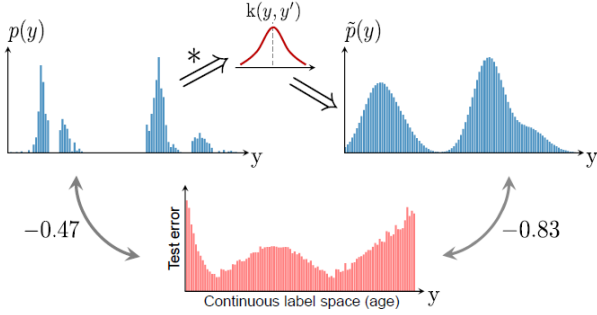 k(y, y′)
p(y)
*
p̃(y)
y
y
−0.47
Test error
−0.83
Continuous label space (age)
y